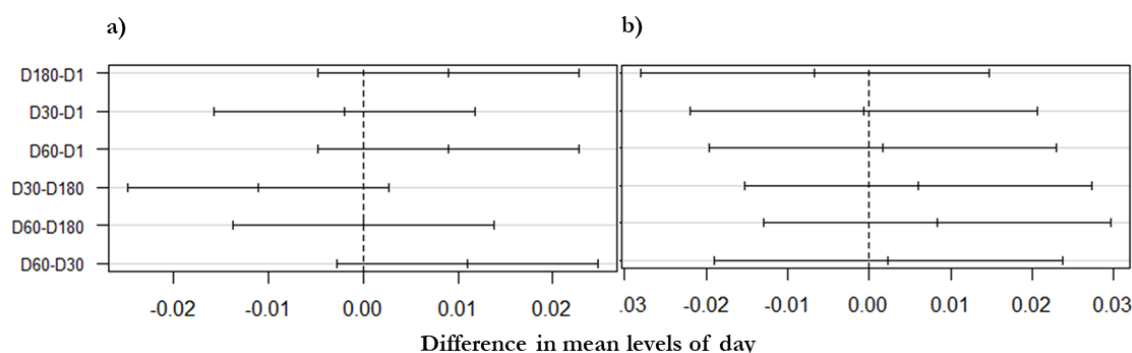 a) b)
D180-D1
D30-D1
D60-D1
D30-D180
D60-D180
D60-D30
-0.02 -0.01 0.00 0.01 0.02 .03 -0.02 -0.01 0.00 0.01 0.02 0.03
Difference in mean levels of day